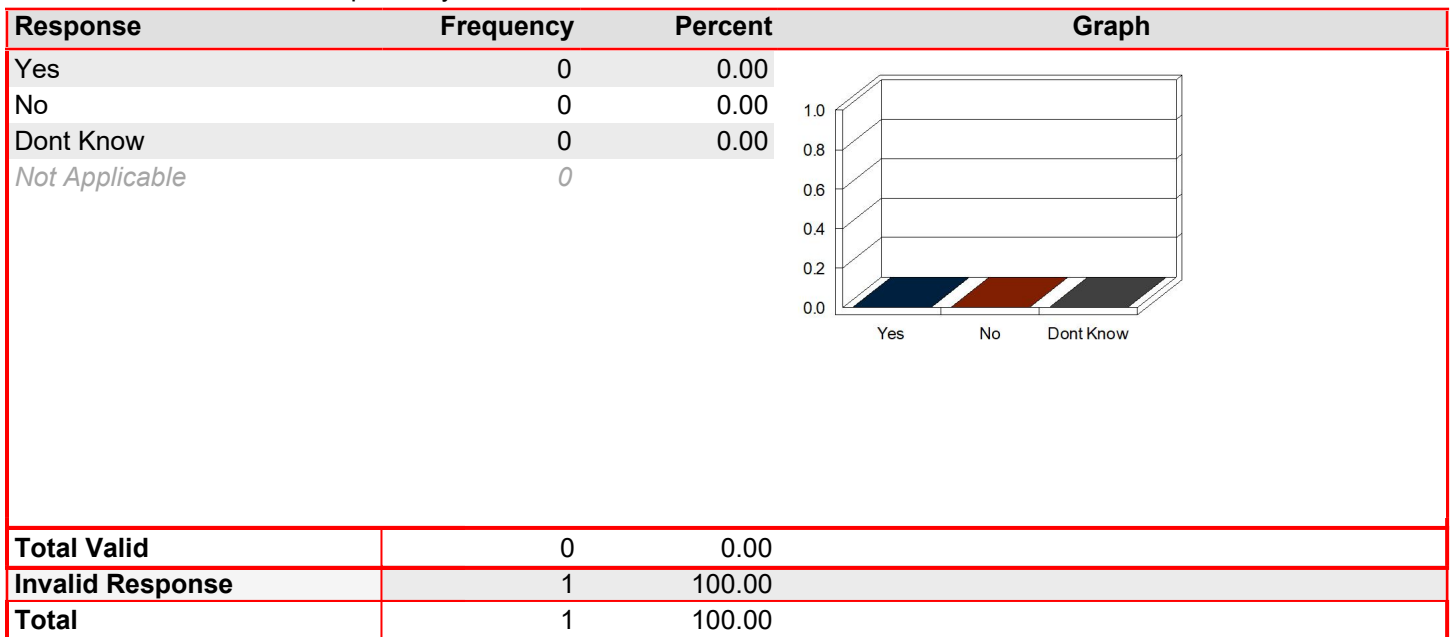 Response Frequency Percent Graph
Yes 0 0.00
No 0 0.00
Dont Know 0 0.00
Not Applicable 0
1.0
0.8
0.6
0.4
0.2
0.0
Yes No Dont Know
Total Valid 0 0.00
Invalid Response 1 100.00
Total 1 100.00